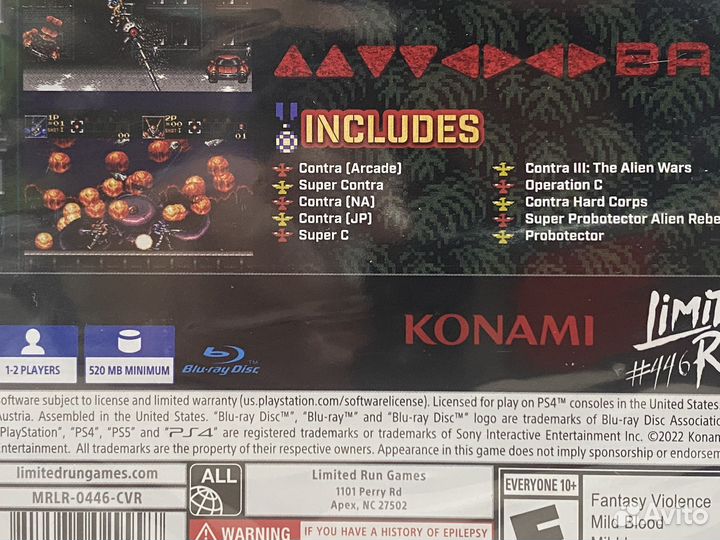 BA
1P
2P
INCLUDES
Contra (Arcade)
Super Contra
Contra (NA)
Contra (JP)
Super C
Contra III: The Alien Wars
Operation C
Contra Hard Corps
Super Probotector Alien Rebe
Probotector
1-2 PLAYERS
520 MB MINIMUM
Blu-ray Disc™
KONAMI
LIMIT
R
#446
oftware subject to license and limited warranty (us.playstation.com/softwarelicense). Licensed for play on PS4™ consoles in the United States
Austria. Assembled in the United States. “Blu-ray Disc™”, “Blu-ray™” and “Blu-ray Disc™” logo are trademarks of Blu-ray Disc Associatio
PlayStation”, “PS4”, “PS5” and “PS4” are registered trademarks or trademarks of Sony Interactive Entertainment Inc. ©2022 Konam
ntertainment. All trademarks are the property of their respective owners. Appearance in this game does not imply sponsorship or endorsem
limitedrungames.com
MRLR-0446-CVR
ALL
Limited Run Games
1101 Perry Rd
Apex, NC 27502
WARNING
IF YOU HAVE A HISTORY OF EPILEPSY
EVERYONE 10+
E
Fantasy Violence
Mild Blood
Avito